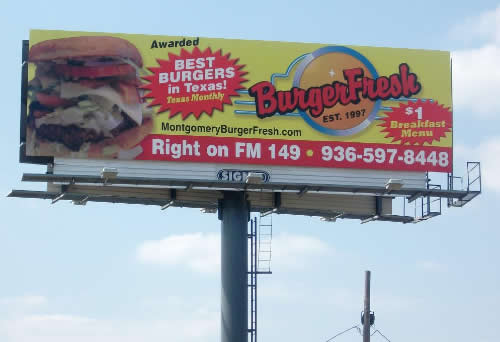 Awarded
BEST
BURGERS
in Texas!
Texas Monthly
BurgerFresh
EST. 1997
$1
Breakfast
Menu
MontgomeryBurgerFresh.com
Right on FM 149 • 936-597-8448